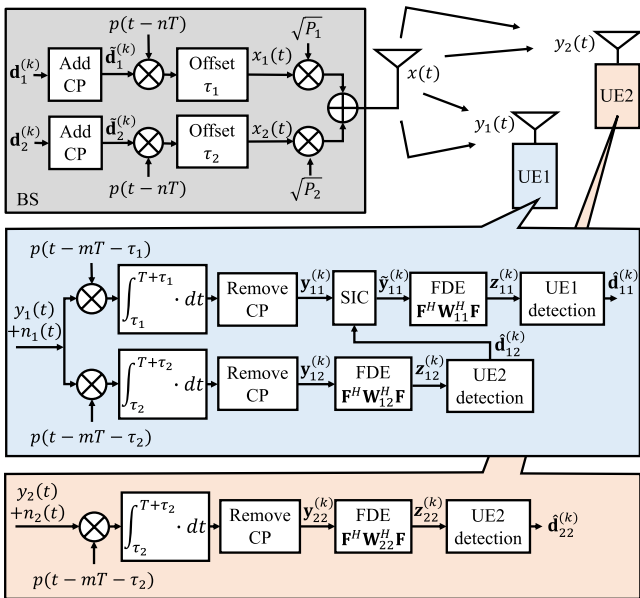 p(t − nT)
𝐝₁⁽ᵏ⁾ Add CP 𝐝̃₁⁽ᵏ⁾ Offset τ₁ x₁(t) √P₁
𝐝₂⁽ᵏ⁾ Add CP 𝐝̃₂⁽ᵏ⁾ Offset τ₂ x₂(t) √P₂
p(t − nT)
BS
x(t)
y₂(t)
UE2
y₁(t)
UE1
p(t − mT − τ₁)
y₁(t)
+n₁(t)
∫_{τ₁}^{T+τ₁} · dt
Remove
CP
𝐲₁₁⁽ᵏ⁾
SIC
𝐲̃₁₁⁽ᵏ⁾
FDE
𝐅ᴴ𝐖₁₁ᴴ𝐅
𝒛₁₁⁽ᵏ⁾
UE1
detection
𝐝̂₁₁⁽ᵏ⁾
∫_{τ₂}^{T+τ₂} · dt
Remove
CP
𝐲₁₂⁽ᵏ⁾
FDE
𝐅ᴴ𝐖₁₂ᴴ𝐅
𝒛₁₂⁽ᵏ⁾
UE2
detection
𝐝̂₁₂⁽ᵏ⁾
p(t − mT − τ₂)
y₂(t)
+n₂(t)
∫_{τ₂}^{T+τ₂} · dt
Remove
CP
𝐲₂₂⁽ᵏ⁾
FDE
𝐅ᴴ𝐖₂₂ᴴ𝐅
𝒛₂₂⁽ᵏ⁾
UE2
detection
𝐝̂₂₂⁽ᵏ⁾
p(t − mT − τ₂)